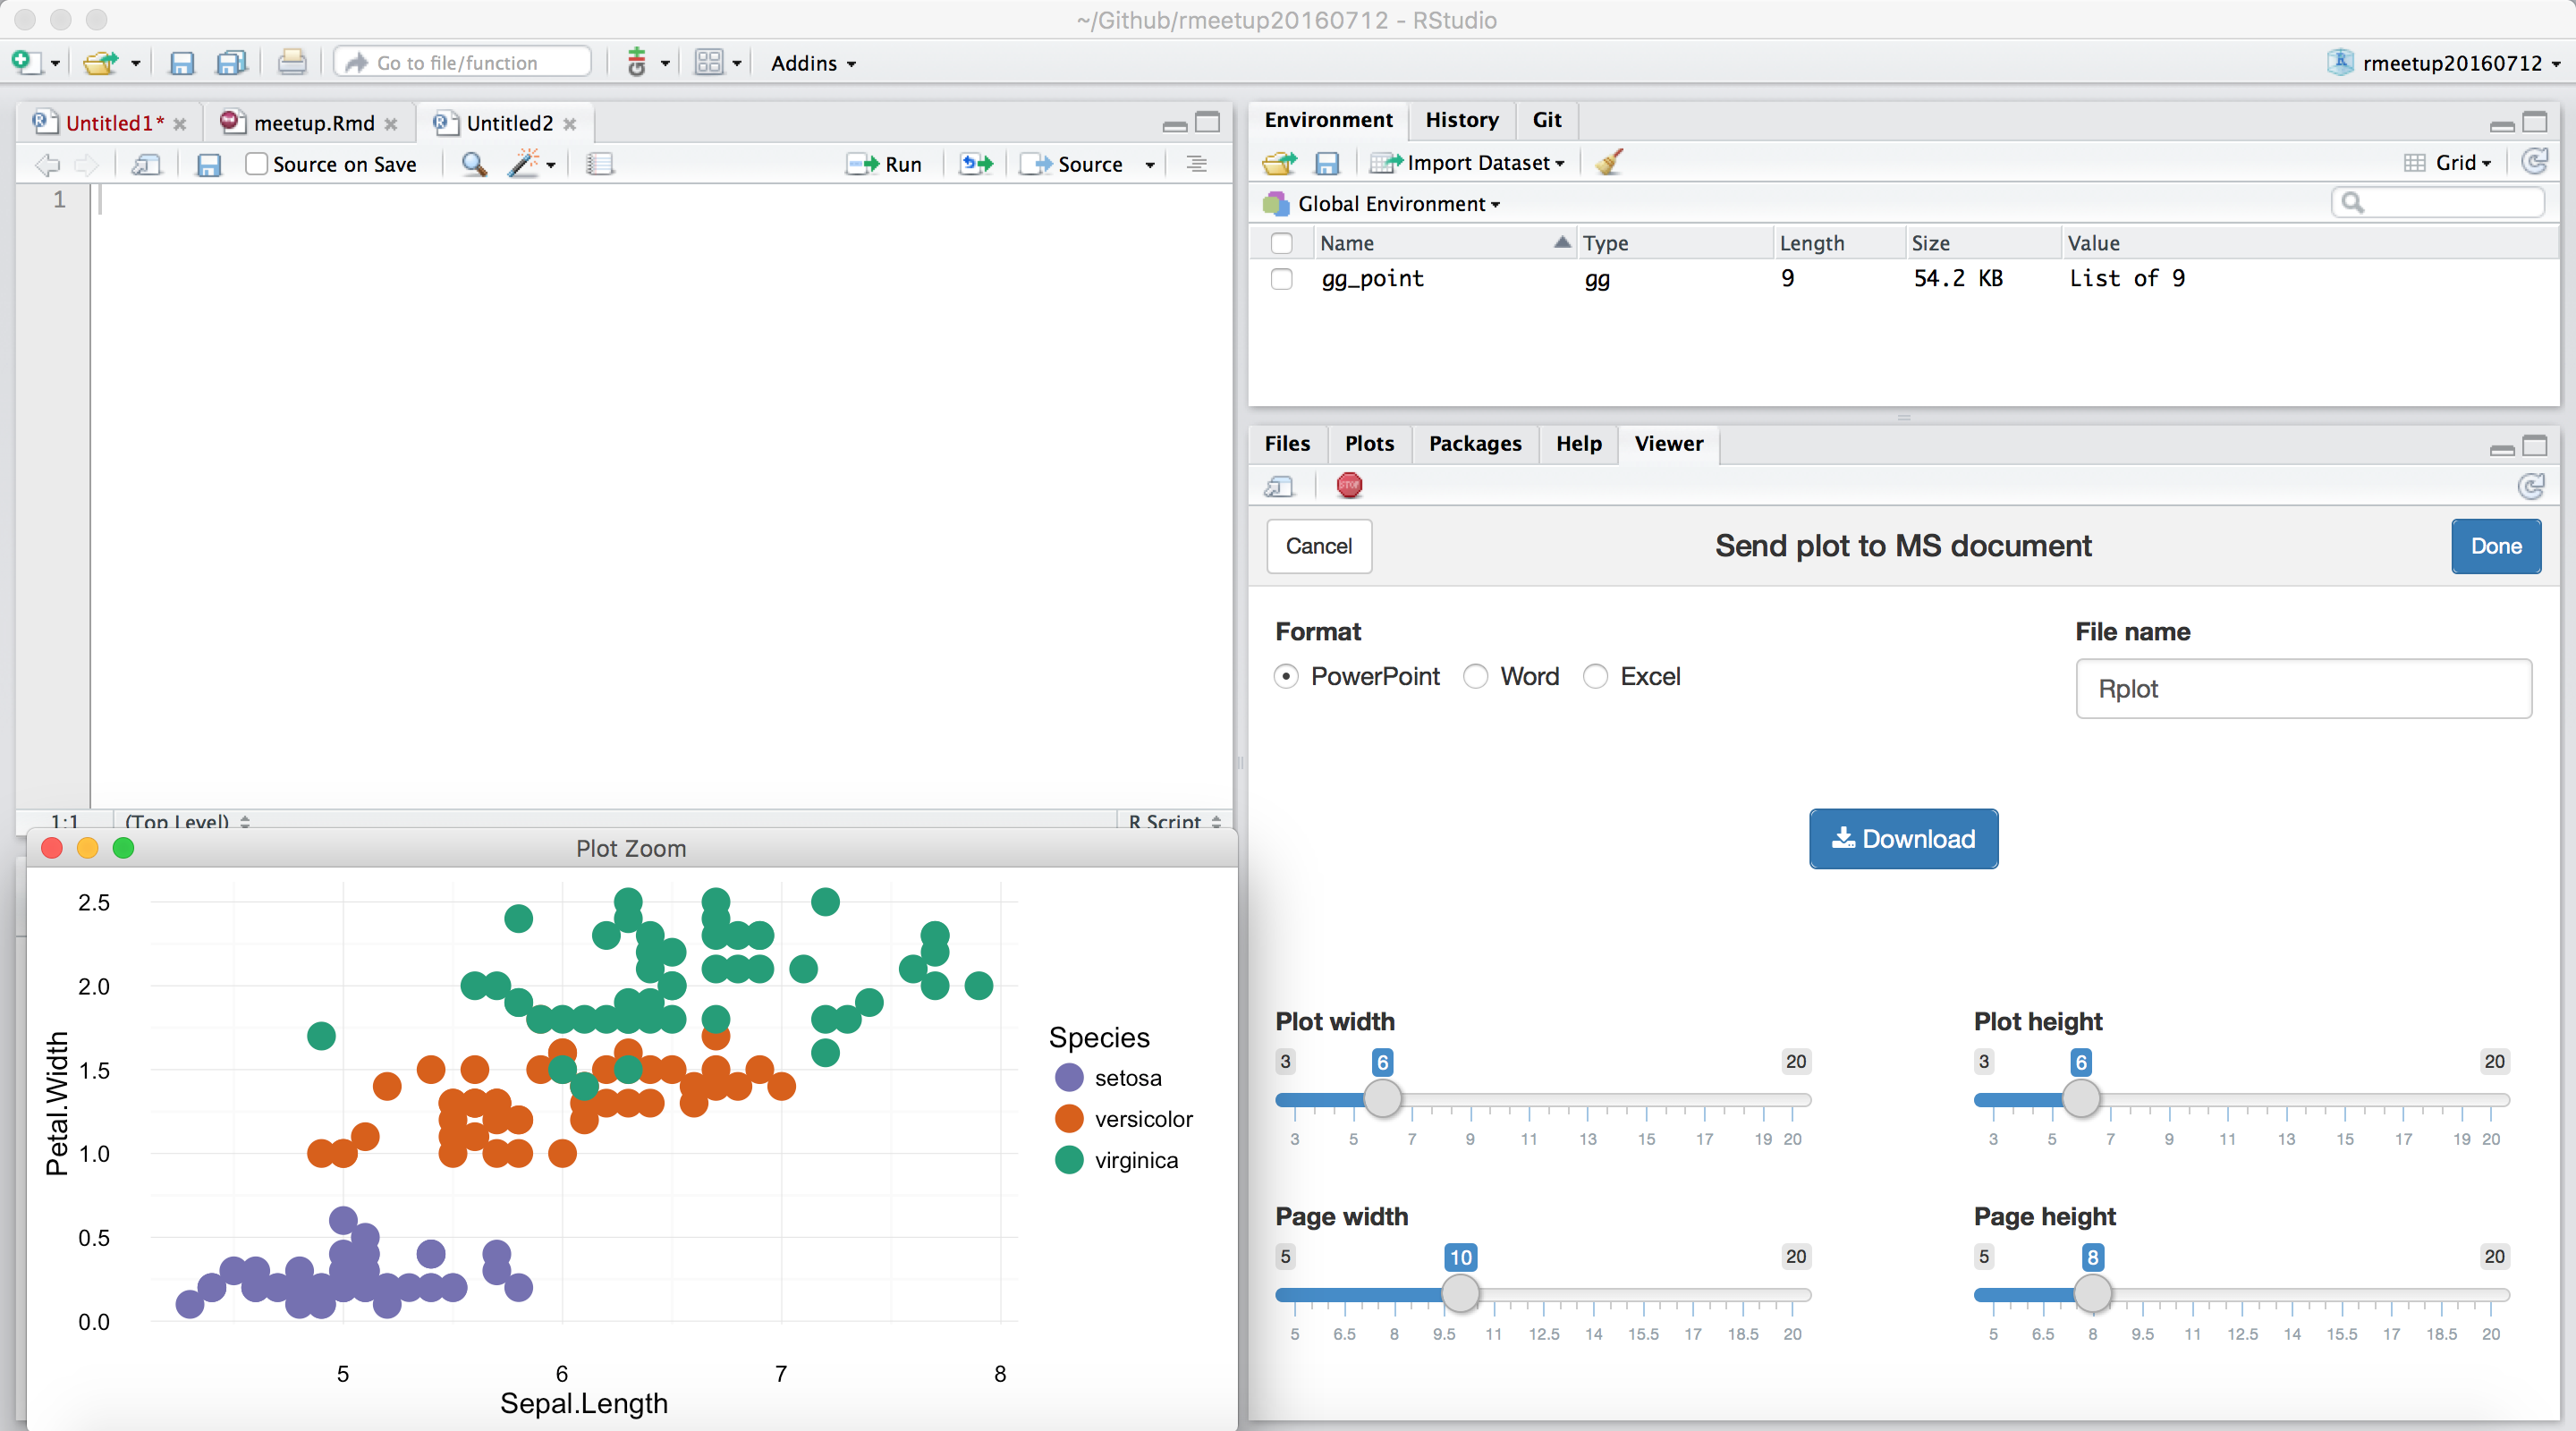 ~/Github/rmeetup20160712 - RStudio
Go to file/function
Addins
rmeetup20160712
Untitled1*
meetup.Rmd
Untitled2
Source on Save
Run
Source
1
1:1
(Top Level)
R Script
Environment
History
Git
Import Dataset
Grid
Global Environment
Name
Type
Length
Size
Value
gg_point
gg
9
54.2 KB
List of 9
Files
Plots
Packages
Help
Viewer
STOP
Cancel
Send plot to MS document
Done
Format
PowerPoint
Word
Excel
File name
Rplot
Download
Plot width
3
6
20
3 5 7 9 11 13 15 17 19 20
Plot height
3
6
20
3 5 7 9 11 13 15 17 19 20
Page width
5
10
20
5 6.5 8 9.5 11 12.5 14 15.5 17 18.5 20
Page height
5
8
20
5 6.5 8 9.5 11 12.5 14 15.5 17 18.5 20
Plot Zoom
2.5
2.0
1.5
1.0
0.5
0.0
Petal.Width
5 6 7 8
Sepal.Length
Species
setosa
versicolor
virginica